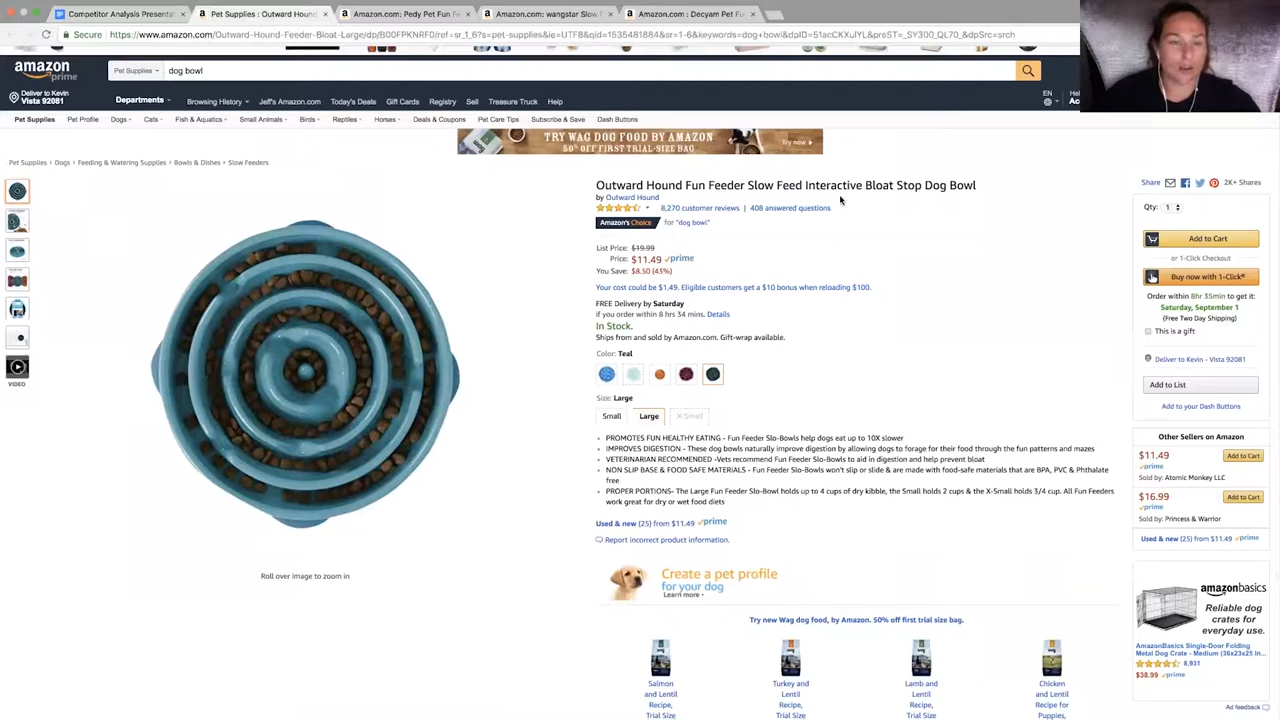 Competitor Analysis Presentat
Pet Supplies : Outward Hound
Amazon.com: Pedy Pet Fun Fe
Amazon.com: wangstar Slow F
Amazon.com : Decyam Pet Fu
Secure
https://www.amazon.com/Outward-Hound-Feeder-Bloat-Large/dp/B00FPKNRF0/ref=sr_1_6?s=pet-supplies&ie=UTF8&qid=1535481884&sr=1-6&keywords=dog+bowl&dpID=51acCKXulYL&preST=_SY300_QL70_&dpSrc=srch
amazon
prime
Pet Supplies
dog bowl
Deliver to Kevin
Vista 92081
Departments
Browsing History
Jeff's Amazon.com
Today's Deals
Gift Cards
Registry
Sell
Treasure Truck
Help
EN
Pet Supplies
Pet Profile
Dogs
Cats
Fish & Aquatics
Small Animals
Birds
Reptiles
Horses
Deals & Coupons
Pet Care Tips
Subscribe & Save
Dash Buttons
TRY WAG DOG FOOD BY AMAZON
50% OFF FIRST TRIAL-SIZE BAG
Try now
Pet Supplies › Dogs › Feeding & Watering Supplies › Bowls & Dishes › Slow Feeders
VIDEO
Roll over image to zoom in
Outward Hound Fun Feeder Slow Feed Interactive Bloat Stop Dog Bowl
by Outward Hound
8,270 customer reviews | 408 answered questions
Amazon's Choice for "dog bowl"
List Price: $19.99
Price: $11.49 prime
You Save: $8.50 (43%)
Your cost could be $1.49. Eligible customers get a $10 bonus when reloading $100.
FREE Delivery by Saturday
if you order within 8 hrs 34 mins. Details
In Stock.
Ships from and sold by Amazon.com. Gift-wrap available.
Color: Teal
Size: Large
Small
Large
X-Small
PROMOTES FUN HEALTHY EATING - Fun Feeder Slo-Bowls help dogs eat up to 10X slower
IMPROVES DIGESTION - These dog bowls naturally improve digestion by allowing dogs to forage for their food through the fun patterns and mazes
VETERINARIAN RECOMMENDED -Vets recommend Fun Feeder Slo-Bowls to aid in digestion and help prevent bloat
NON SLIP BASE & FOOD SAFE MATERIALS - Fun Feeder Slo-Bowls won't slip or slide & are made with food-safe materials that are BPA, PVC & Phthalate
free
PROPER PORTIONS- The Large Fun Feeder Slo-Bowl holds up to 4 cups of dry kibble, the Small holds 2 cups & the X-Small holds 3/4 cup. All Fun Feeders
work great for dry or wet food diets
Used & new (25) from $11.49 prime
Report incorrect product information.
Create a pet profile
for your dog
Learn more
Try new Wag dog food, by Amazon. 50% off first trial size bag.
Salmon
and Lentil
Recipe,
Trial Size
Turkey and
Lentil
Recipe,
Trial Size
Lamb and
Lentil
Recipe,
Trial Size
Chicken
and Lentil
Recipe for
Puppies,
Share
2K+ Shares
Qty: 1
Add to Cart
or 1-Click Checkout
Buy now with 1-Click®
Order within 8hr 35min to get it:
Saturday, September 1
(Free Two Day Shipping)
This is a gift
Deliver to Kevin - Vista 92081
Add to List
Add to your Dash Buttons
Other Sellers on Amazon
$11.49
Add to Cart
prime
Sold by: Atomic Monkey LLC
$16.99
Add to Cart
prime
Sold by: Princess & Warrior
Used & new (25) from $11.49 prime
amazonbasics
Reliable dog
crates for
everyday use.
AmazonBasics Single-Door Folding
Metal Dog Crate - Medium (36x23x25 in...
8,931
$38.99 prime
Ad feedback